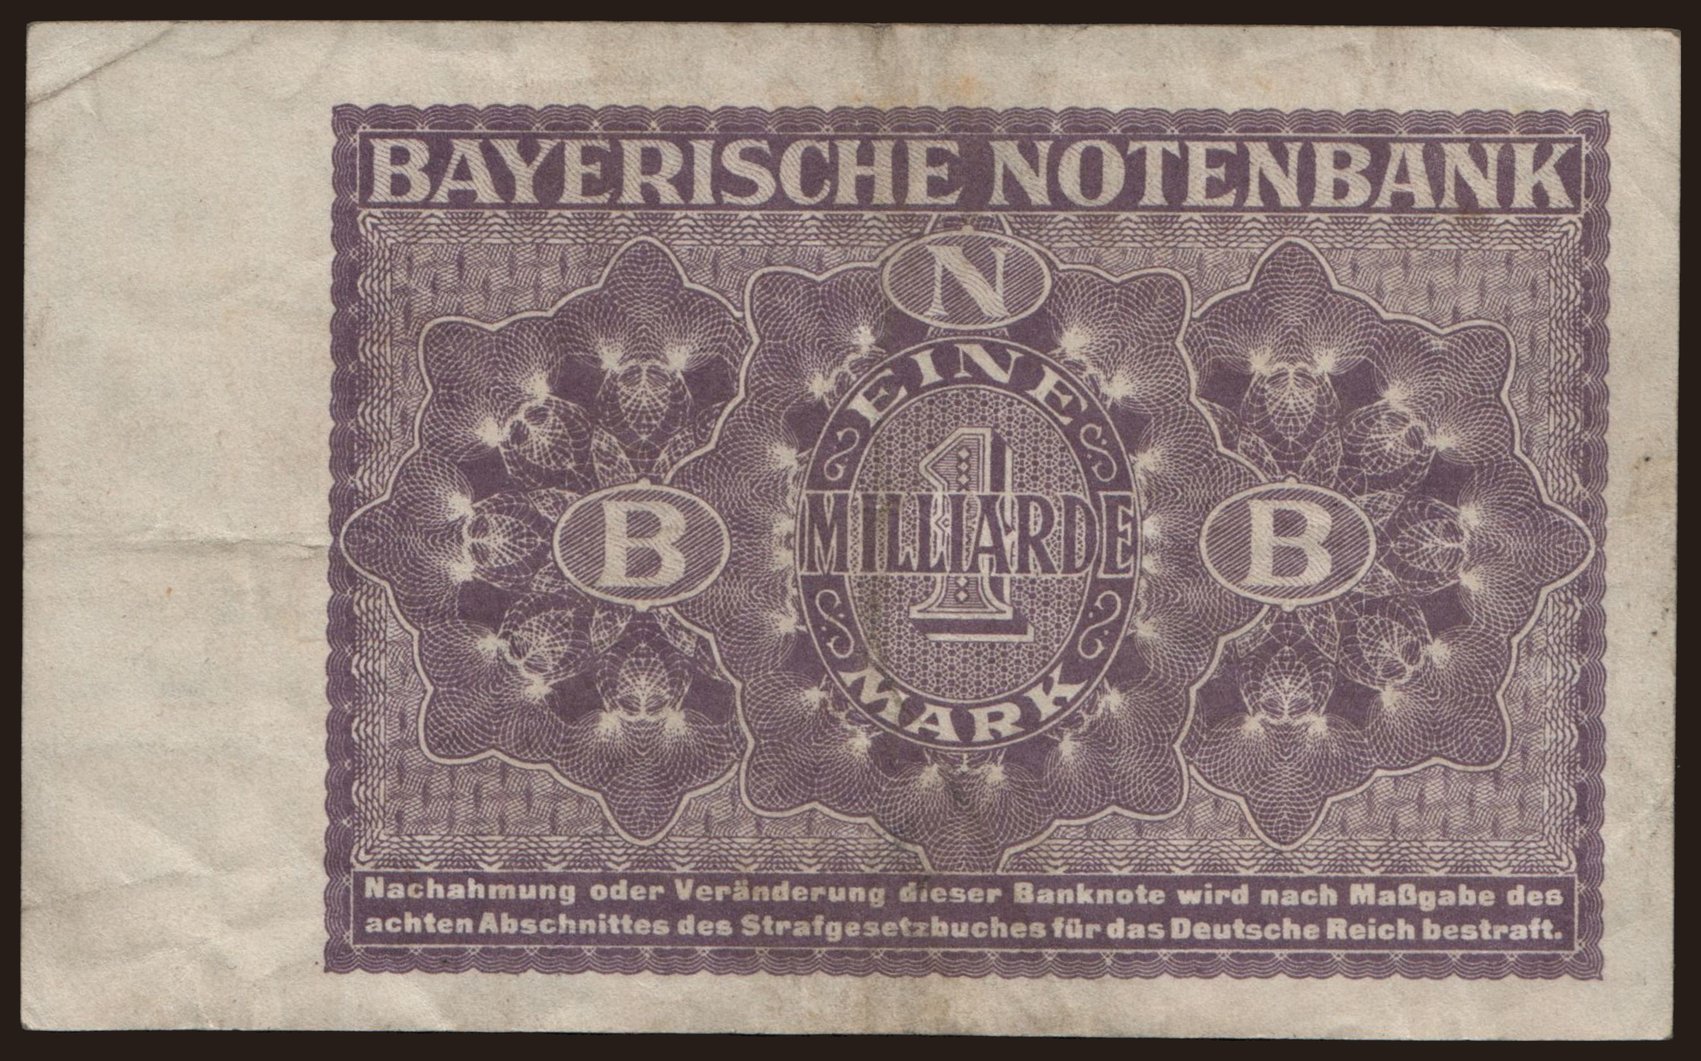 BAYERISCHE NOTENBANK
N
EINE
1
B
MILLIARDE
B
MARK
Nachahmung oder Veränderung dieser Banknote wird nach Maßgabe des
achten Abschnittes des Strafgesetzbuches für das Deutsche Reich bestraft.